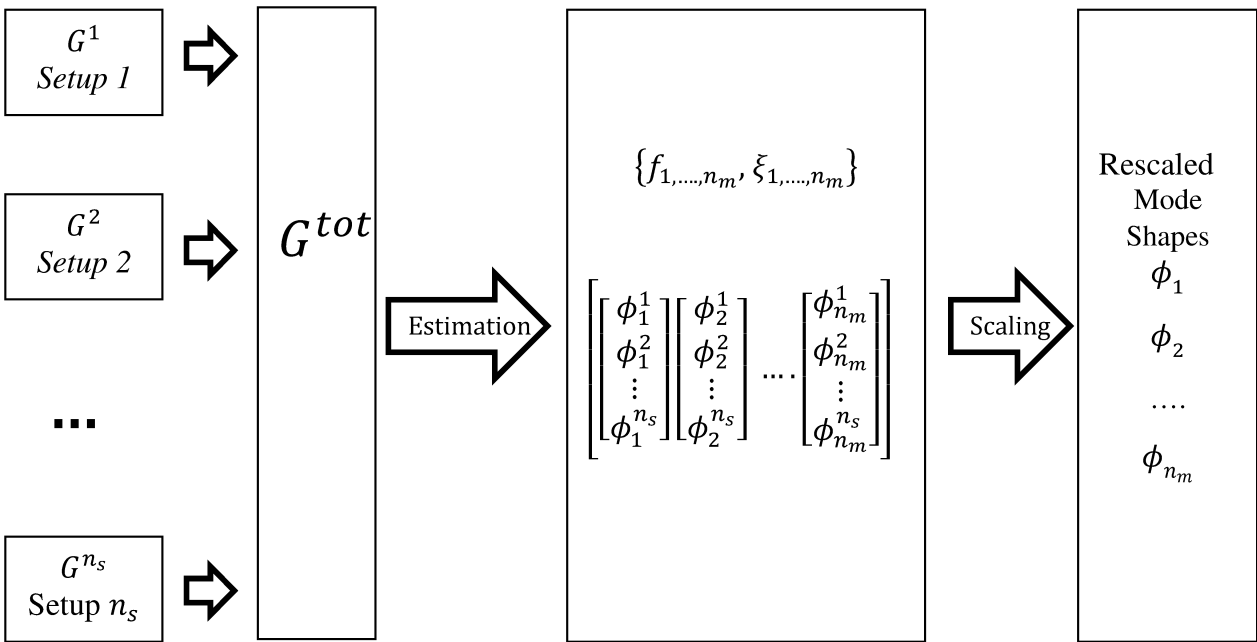 G^1
Setup 1
G^2
Setup 2
...
G^{n_s}
Setup n_s
G^{tot}
Estimation
{f_{1,....,n_m}, ξ_{1,....,n_m}}
[[ϕ_1^1 ϕ_1^2 ⋮ ϕ_1^{n_s}] [ϕ_2^1 ϕ_2^2 ⋮ ϕ_2^{n_s}] .... [ϕ_{n_m}^1 ϕ_{n_m}^2 ⋮ ϕ_{n_m}^{n_s}]]
Scaling
Rescaled
Mode
Shapes
ϕ_1
ϕ_2
....
ϕ_{n_m}